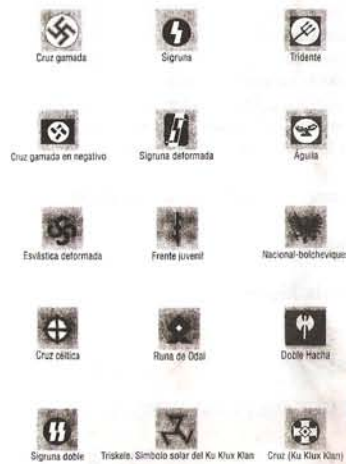 Cruz gamada
Sigruna
Tridente
Cruz gamada en negativo
Sigruna deformada
Águila
Esvástica deformada
Frente juvenil
Nacional-bolchevique
Cruz céltica
Runa de Odal
Doble Hacha
Sigruna doble
Triskele. Símbolo solar del Ku Klux Klan
Cruz (Ku Klux Klan)